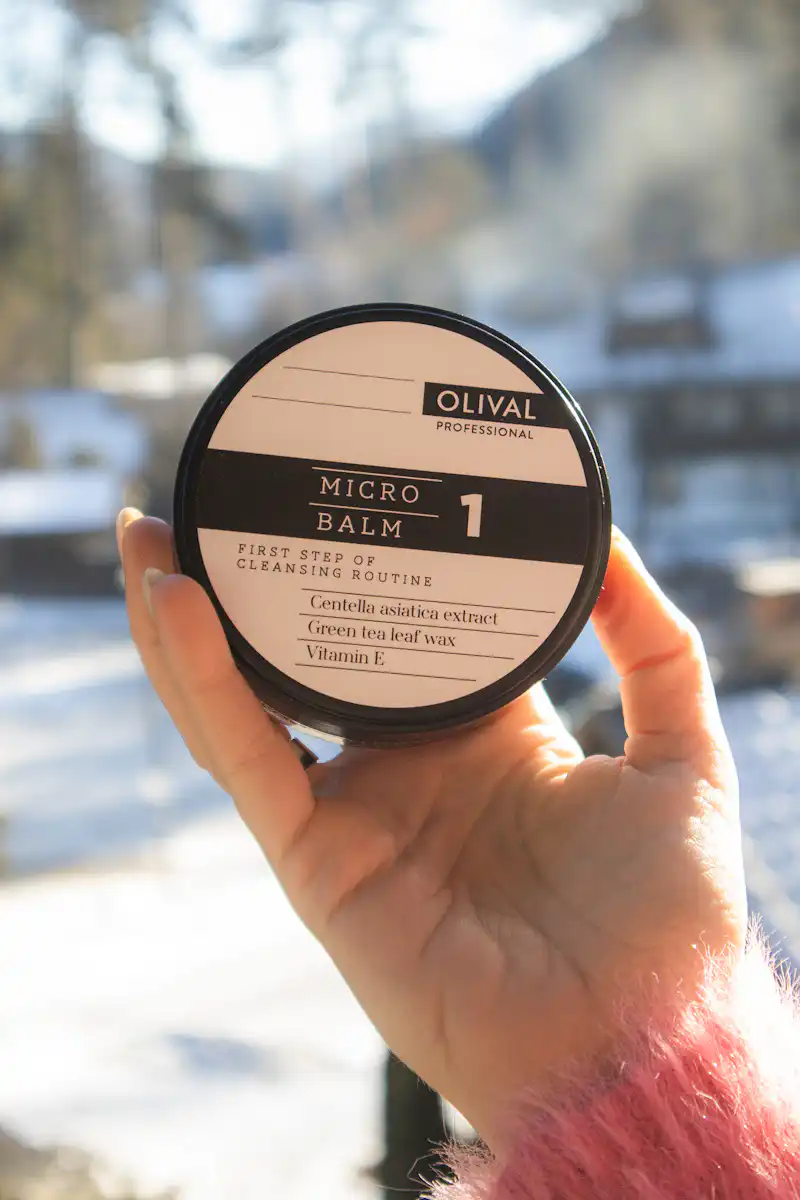 OLIVAL
PROFESSIONAL
MICRO
BALM
1
FIRST STEP OF
CLEANSING ROUTINE
Centella asiatica extract
Green tea leaf wax
Vitamin E